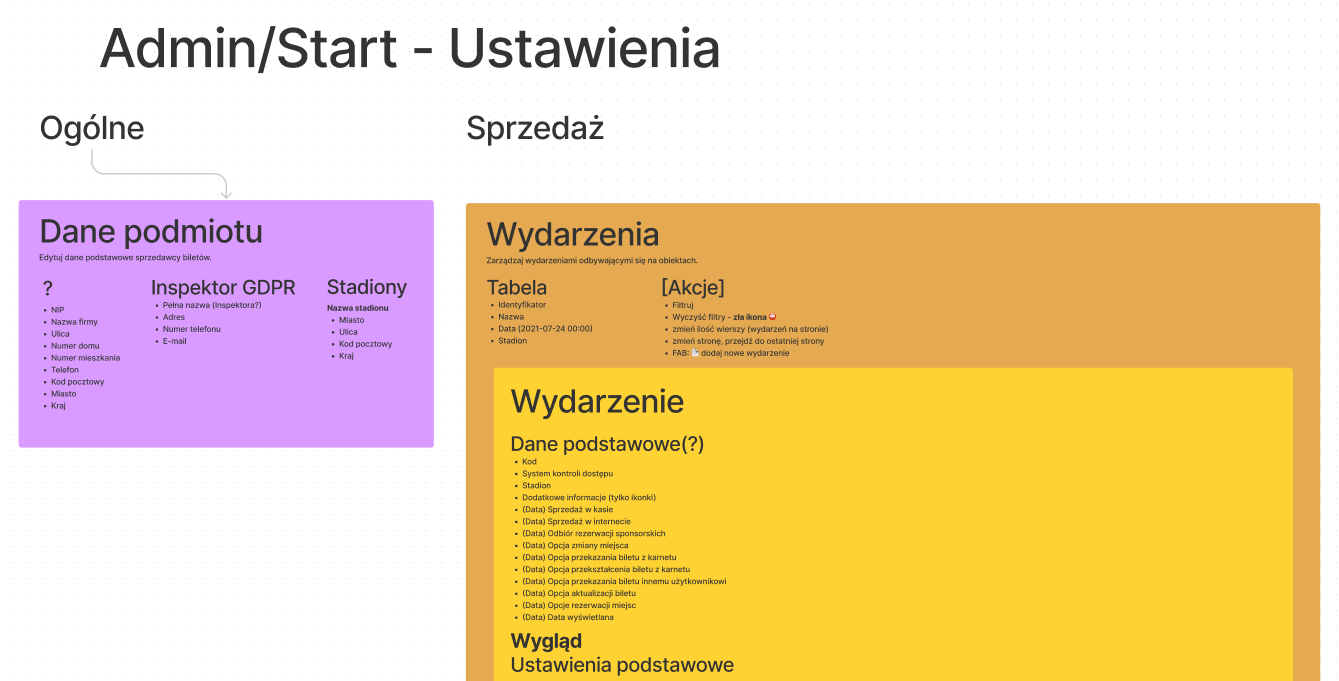 Admin/Start - Ustawienia
Ogólne
Dane podmiotu
Edytuj dane podstawowe sprzedawcy biletów.
?
• NIP
• Nazwa firmy
• Ulica
• Numer domu
• Numer mieszkania
• Telefon
• Kod pocztowy
• Miasto
• Kraj
Inspektor GDPR
• Pełna nazwa (Inspektora?)
• Adres
• Numer telefonu
• E-mail
Stadiony
Nazwa stadionu
• Miasto
• Ulica
• Kod pocztowy
• Kraj
Sprzedaż
Wydarzenia
Zarządzaj wydarzeniami odbywającymi się na obiektach.
Tabela
• Identyfikator
• Nazwa
• Data (2021-07-24 00:00)
• Stadion
[Akcje]
• Filtruj
• Wyczyść filtry - zła ikona ⛔
• zmień ilość wierszy (wydarzeń na stronie)
• zmień stronę, przejdź do ostatniej strony
• FAB: dodaj nowe wydarzenie
Wydarzenie
Dane podstawowe(?)
• Kod
• System kontroli dostępu
• Stadion
• Dodatkowe informacje (tylko ikonki)
• (Data) Sprzedaż w kasie
• (Data) Sprzedaż w internecie
• (Data) Odbiór rezerwacji sponsorskich
• (Data) Opcja zmiany miejsca
• (Data) Opcja przekazania biletu z karnetu
• (Data) Opcja przekształcenia biletu z karnetu
• (Data) Opcja przekazania biletu innemu użytkownikowi
• (Data) Opcja aktualizacji biletu
• (Data) Opcje rezerwacji miejsc
• (Data) Data wyświetlana
Wygląd
Ustawienia podstawowe